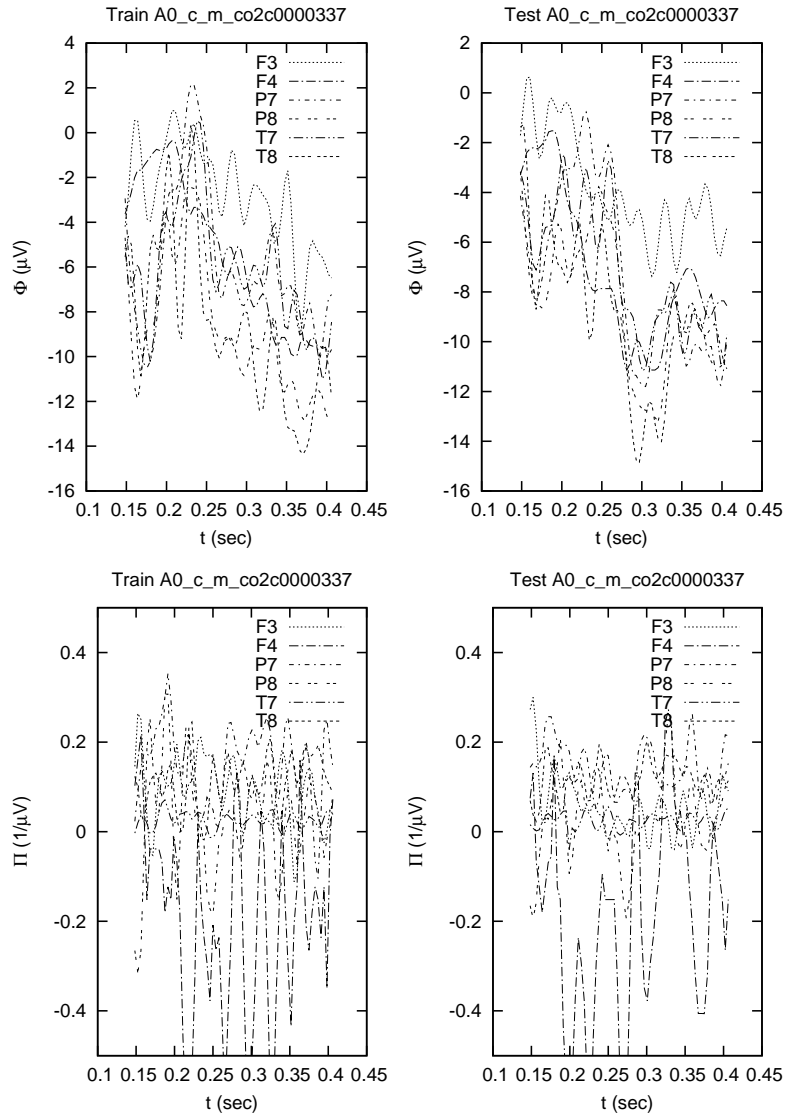 Train A0_c_m_co2c0000337
4
2
0
-2
-4
-6
-8
-10
-12
-14
-16
Φ (μV)
0.1 0.15 0.2 0.25 0.3 0.35 0.4 0.45
t (sec)
F3
F4
P7
P8
T7
T8
Test A0_c_m_co2c0000337
2
0
-2
-4
-6
-8
-10
-12
-14
-16
Φ (μV)
0.1 0.15 0.2 0.25 0.3 0.35 0.4 0.45
t (sec)
F3
F4
P7
P8
T7
T8
Train A0_c_m_co2c0000337
0.4
0.2
0
-0.2
-0.4
Π (1/μV)
0.1 0.15 0.2 0.25 0.3 0.35 0.4 0.45
t (sec)
F3
F4
P7
P8
T7
T8
Test A0_c_m_co2c0000337
0.4
0.2
0
-0.2
-0.4
Π (1/μV)
0.1 0.15 0.2 0.25 0.3 0.35 0.4 0.45
t (sec)
F3
F4
P7
P8
T7
T8